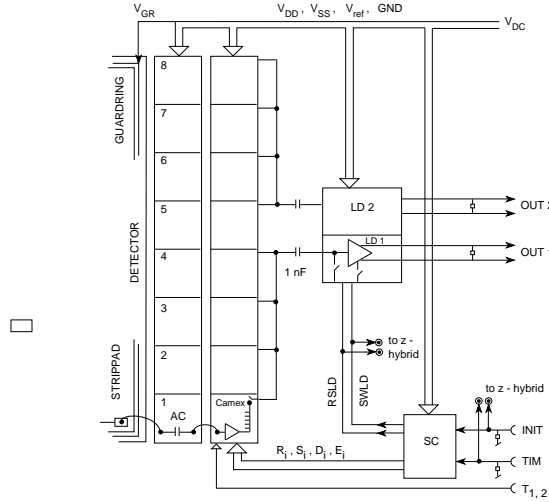 V_GR
V_DD , V_SS , V_ref , GND
V_DC
GUARDRING
DETECTOR
STRIPPAD
8
7
6
5
4
3
2
1
AC
Camex
1 nF
LD 2
LD 1
OUT 2
OUT 1
to z - hybrid
RSLD
SWLD
to z - hybrid
SC
INIT
TIM
R_i , S_i , D_i , E_i
T_1, 2